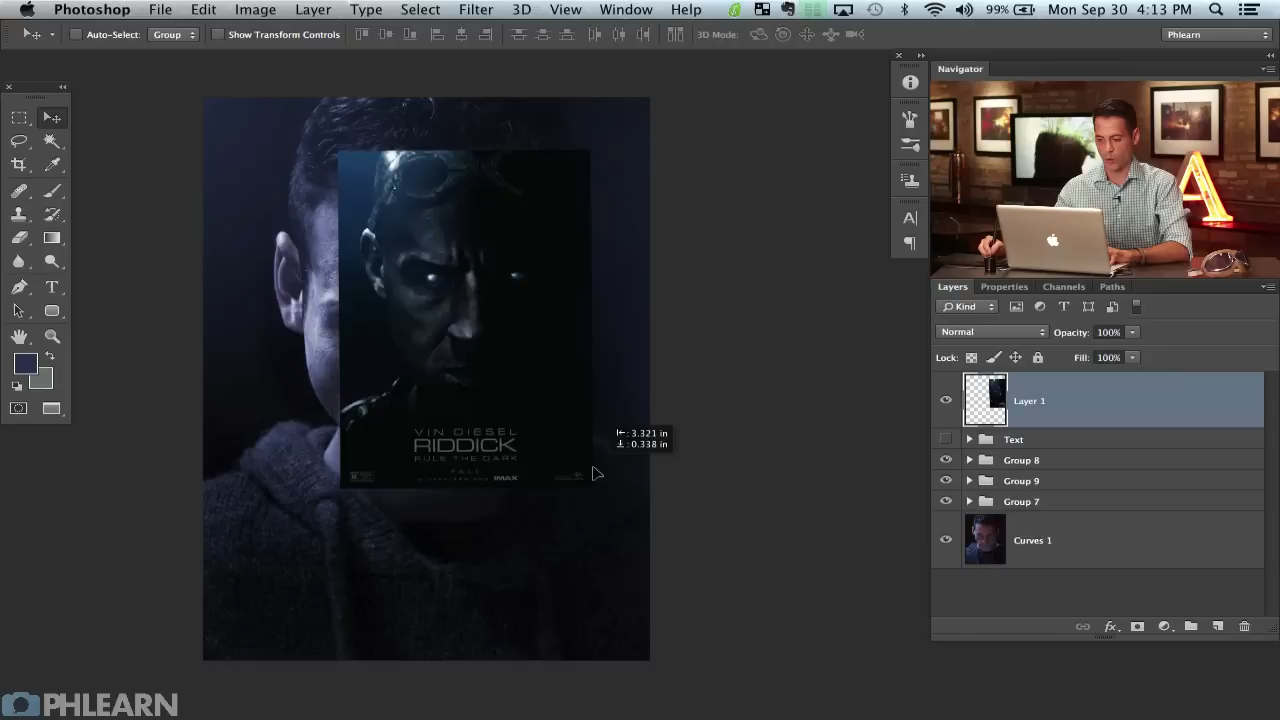 Photoshop File Edit Image Layer Type Select Filter 3D View Window Help 99% Mon Sep 30 4:13 PM
Auto-Select: Group Show Transform Controls 3D Mode: Phlearn
Navigator
A
VIN DIESEL
RIDDICK
RULE THE DARK
FALL
IMAX
: 3.321 in
: 0.338 in
Layers Properties Channels Paths
Kind
Normal Opacity: 100%
Lock: Fill: 100%
Layer 1
Text
Group 8
Group 9
Group 7
Curves 1
fx
PHLEARN